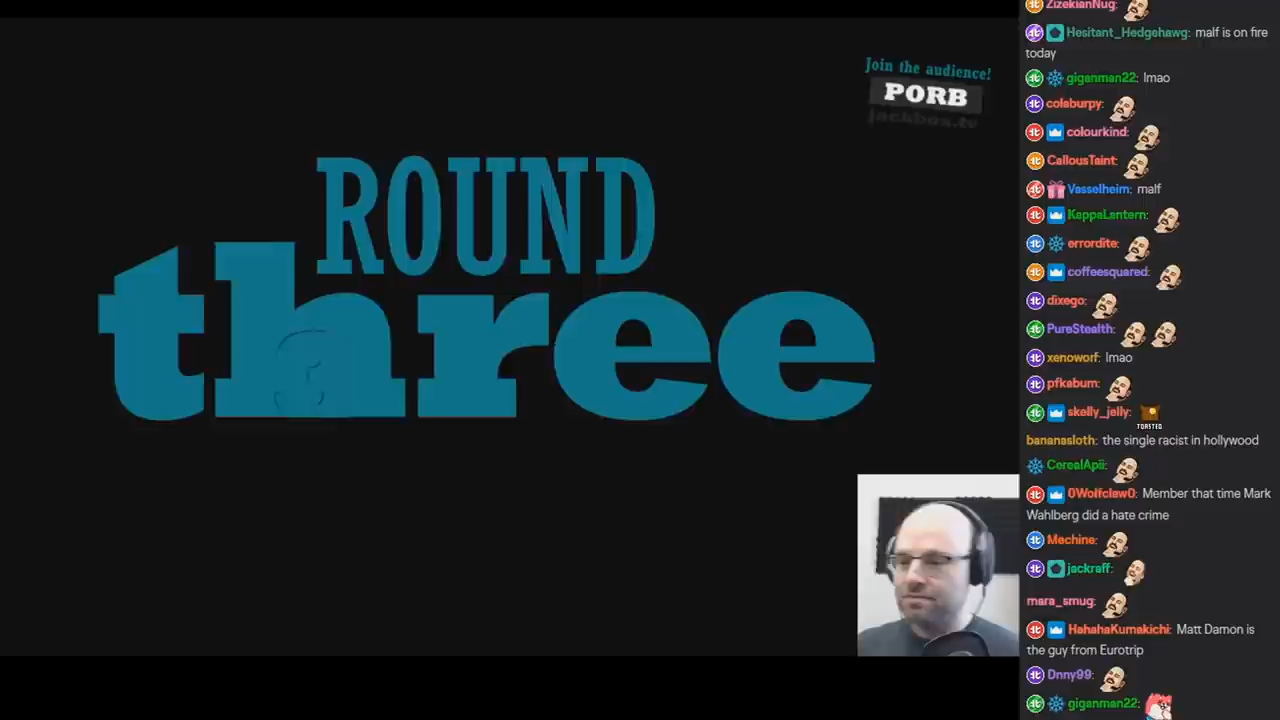 ZizekianNug:
Hesitant_Hedgehawg: malf is on fire
today
Join the audience!
PORB
jackbox.tv
giganman22: lmao
colaburpy:
colourkind:
CallousTaint:
Vasselheim: malf
ROUND
three
KappaLantern:
errordite:
coffeesquared:
dixego:
PureStealth:
xenoworf: lmao
pfkabum:
skelly_jelly:
TOASTED
bananasloth: the single racist in hollywood
CerealApii:
0Wolfclaw0: Member that time Mark
Wahlberg did a hate crime
Mechine:
jackraff:
mara_smug:
HahahaKumakichi: Matt Damon is
the guy from Eurotrip
Dnny99:
giganman22: